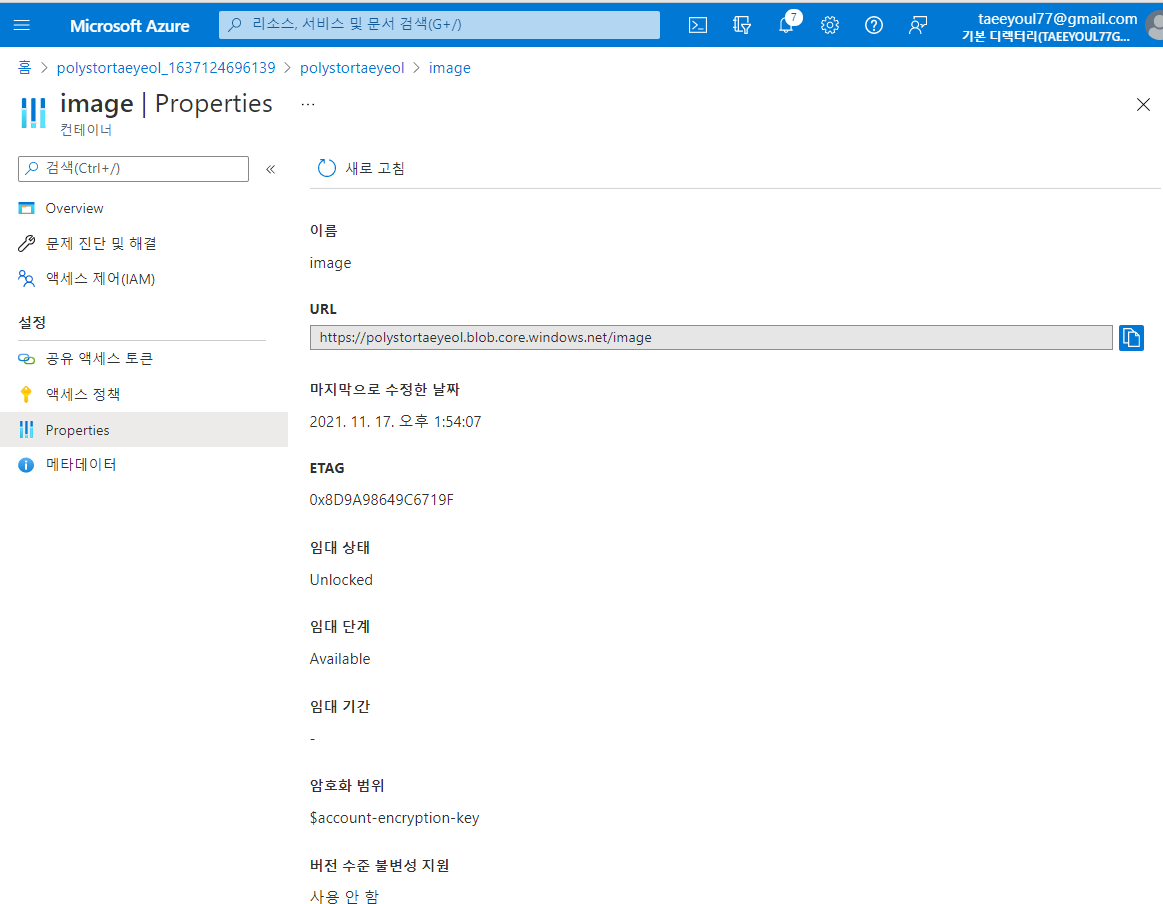 Microsoft Azure
리소스, 서비스 및 문서 검색(G+/)
7
taeeyoul77@gmail.com
기본 디렉터리(TAEEYOUL77G...
홈 > polystortaeyeol_1637124696139 > polystortaeyeol > image
image | Properties ...
컨테이너
검색(Ctrl+/)
«
새로 고침
Overview
문제 진단 및 해결
액세스 제어(IAM)
설정
공유 액세스 토큰
액세스 정책
Properties
메타데이터
이름
image
URL
https://polystortaeyeol.blob.core.windows.net/image
마지막으로 수정한 날짜
2021. 11. 17. 오후 1:54:07
ETAG
0x8D9A98649C6719F
임대 상태
Unlocked
임대 단계
Available
임대 기간
-
암호화 범위
$account-encryption-key
버전 수준 불변성 지원
사용 안 함